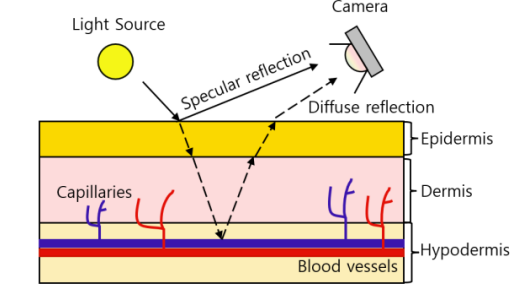 Camera
Light Source
Specular reflection
Diffuse reflection
Epidermis
Capillaries
Dermis
Hypodermis
Blood vessels